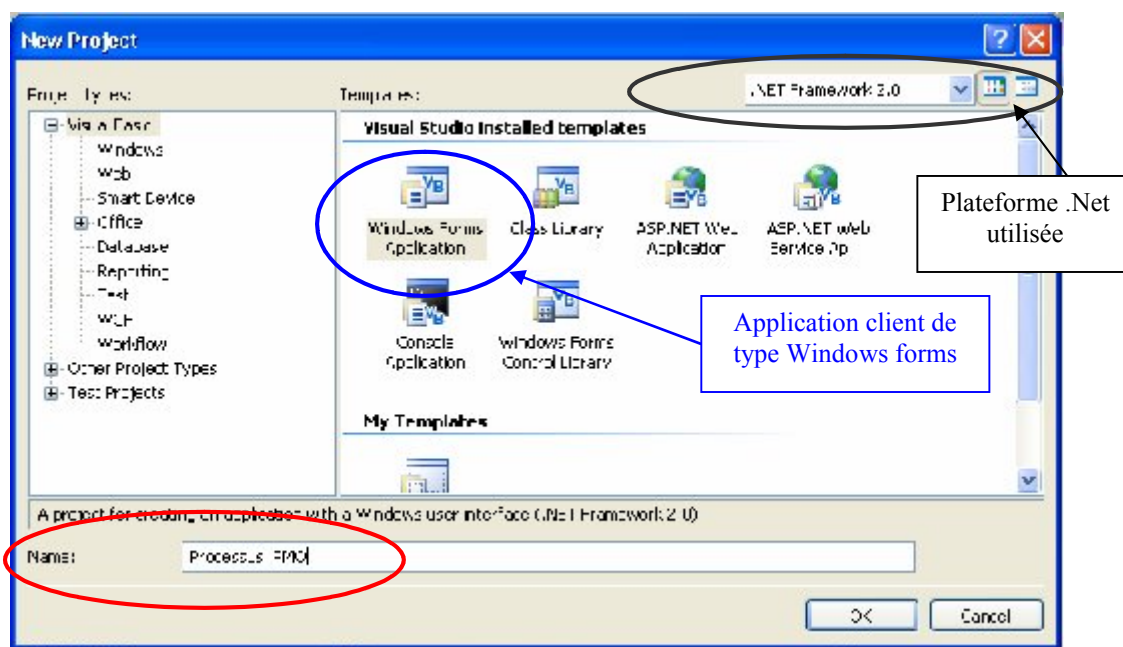 New Project
Project Types:
Templates:
.NET Framework 2.0
Visual Basic
Windows
Web
Smart Device
Office
Database
Reporting
Test
WCF
Workflow
Other Project Types
Test Projects
Visual Studio installed templates
Windows Forms Application
Class Library
ASP.NET Web Application
ASP.NET Web Service Ap
Console Application
Windows Forms Control Library
My Templates
Plateforme .Net
utilisée
Application client de
type Windows forms
A project for creating an application with a Windows user interface (.NET Framework 2.0)
Name:
Processus
OK
Cancel